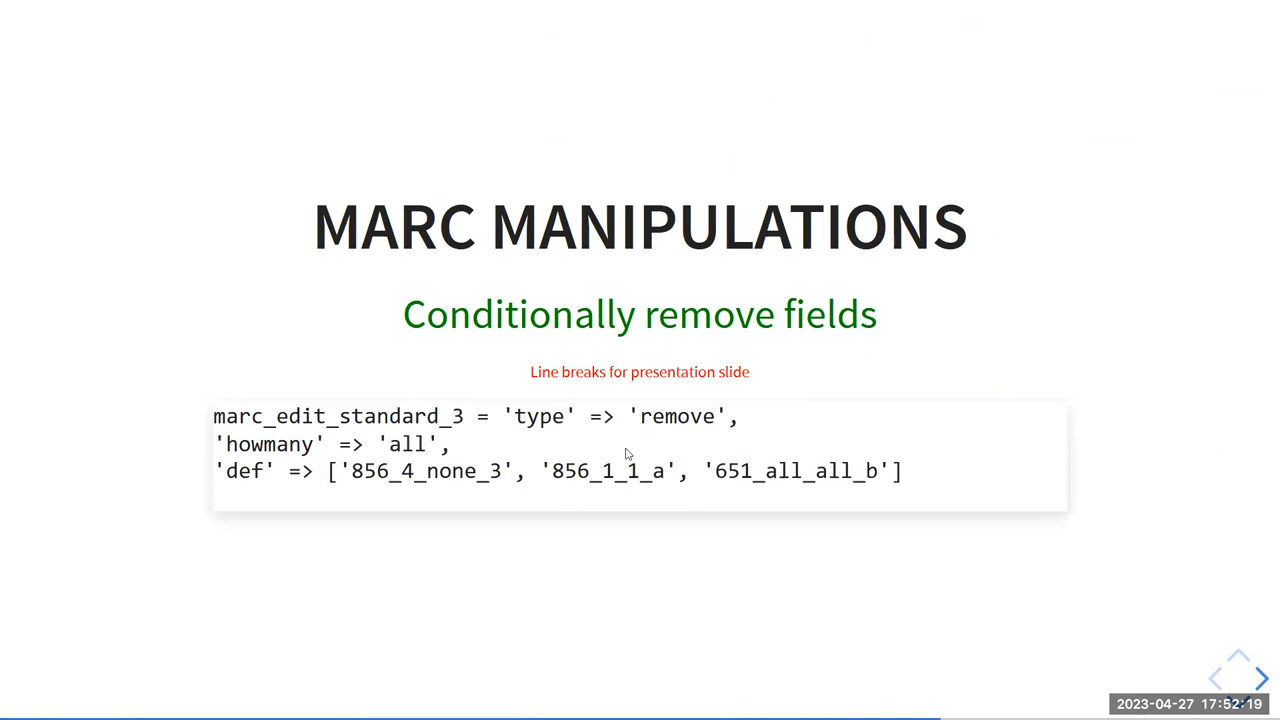 MARC MANIPULATIONS
Conditionally remove fields
Line breaks for presentation slide
marc_edit_standard_3 = 'type' => 'remove',
'howmany' => 'all',
'def' => ['856_4_none_3', '856_1_1_a', '651_all_all_b']
2023-04-27 17:52:19